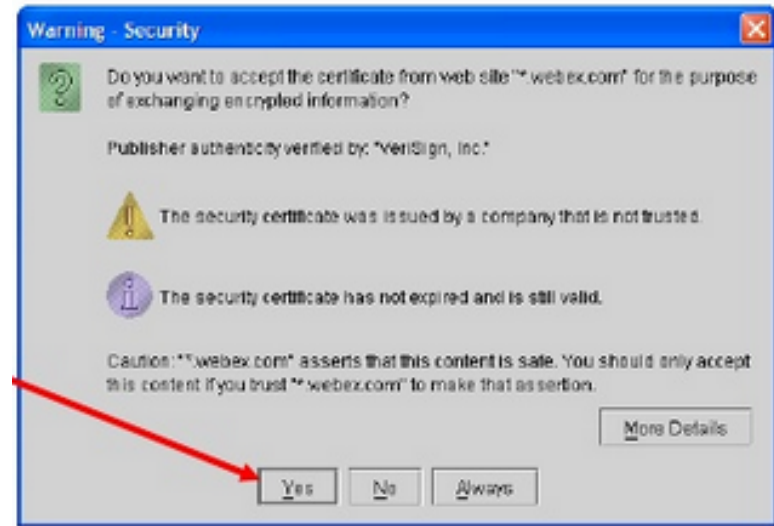 Warning - Security
Do you want to accept the certificate from web site "*.webex.com" for the purpose
of exchanging encrypted information?
Publisher authenticity verified by: "VeriSign, Inc."
The security certificate was issued by a company that is not trusted.
The security certificate has not expired and is still valid.
Caution: "*.webex.com" asserts that this content is safe. You should only accept
this content if you trust "*.webex.com" to make that assertion.
More Details
Yes No Always